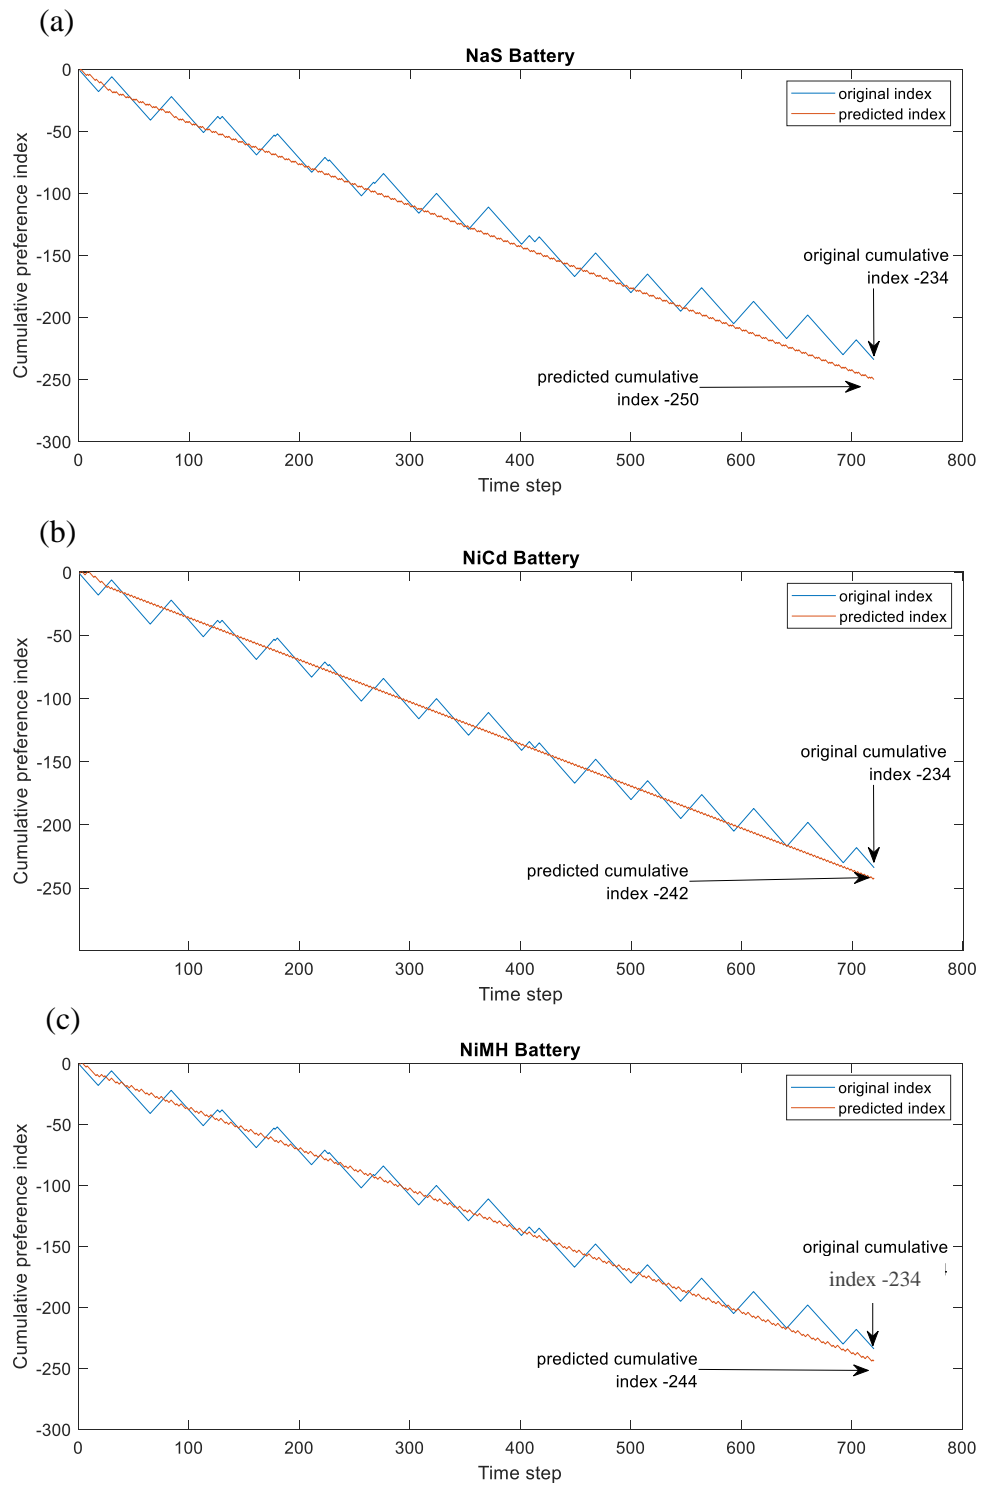 (a)
NaS Battery
0
-50
-100
-150
-200
-250
-300
Cumulative preference index
original index
predicted index
original cumulative
index -234
predicted cumulative
index -250
0 100 200 300 400 500 600 700 800
Time step
(b)
NiCd Battery
0
-50
-100
-150
-200
-250
Cumulative preference index
original index
predicted index
original cumulative
index -234
predicted cumulative
index -242
100 200 300 400 500 600 700 800
Time step
(c)
NiMH Battery
0
-50
-100
-150
-200
-250
-300
Cumulative preference index
original index
predicted index
original cumulative
index -234
predicted cumulative
index -244
0 100 200 300 400 500 600 700 800
Time step